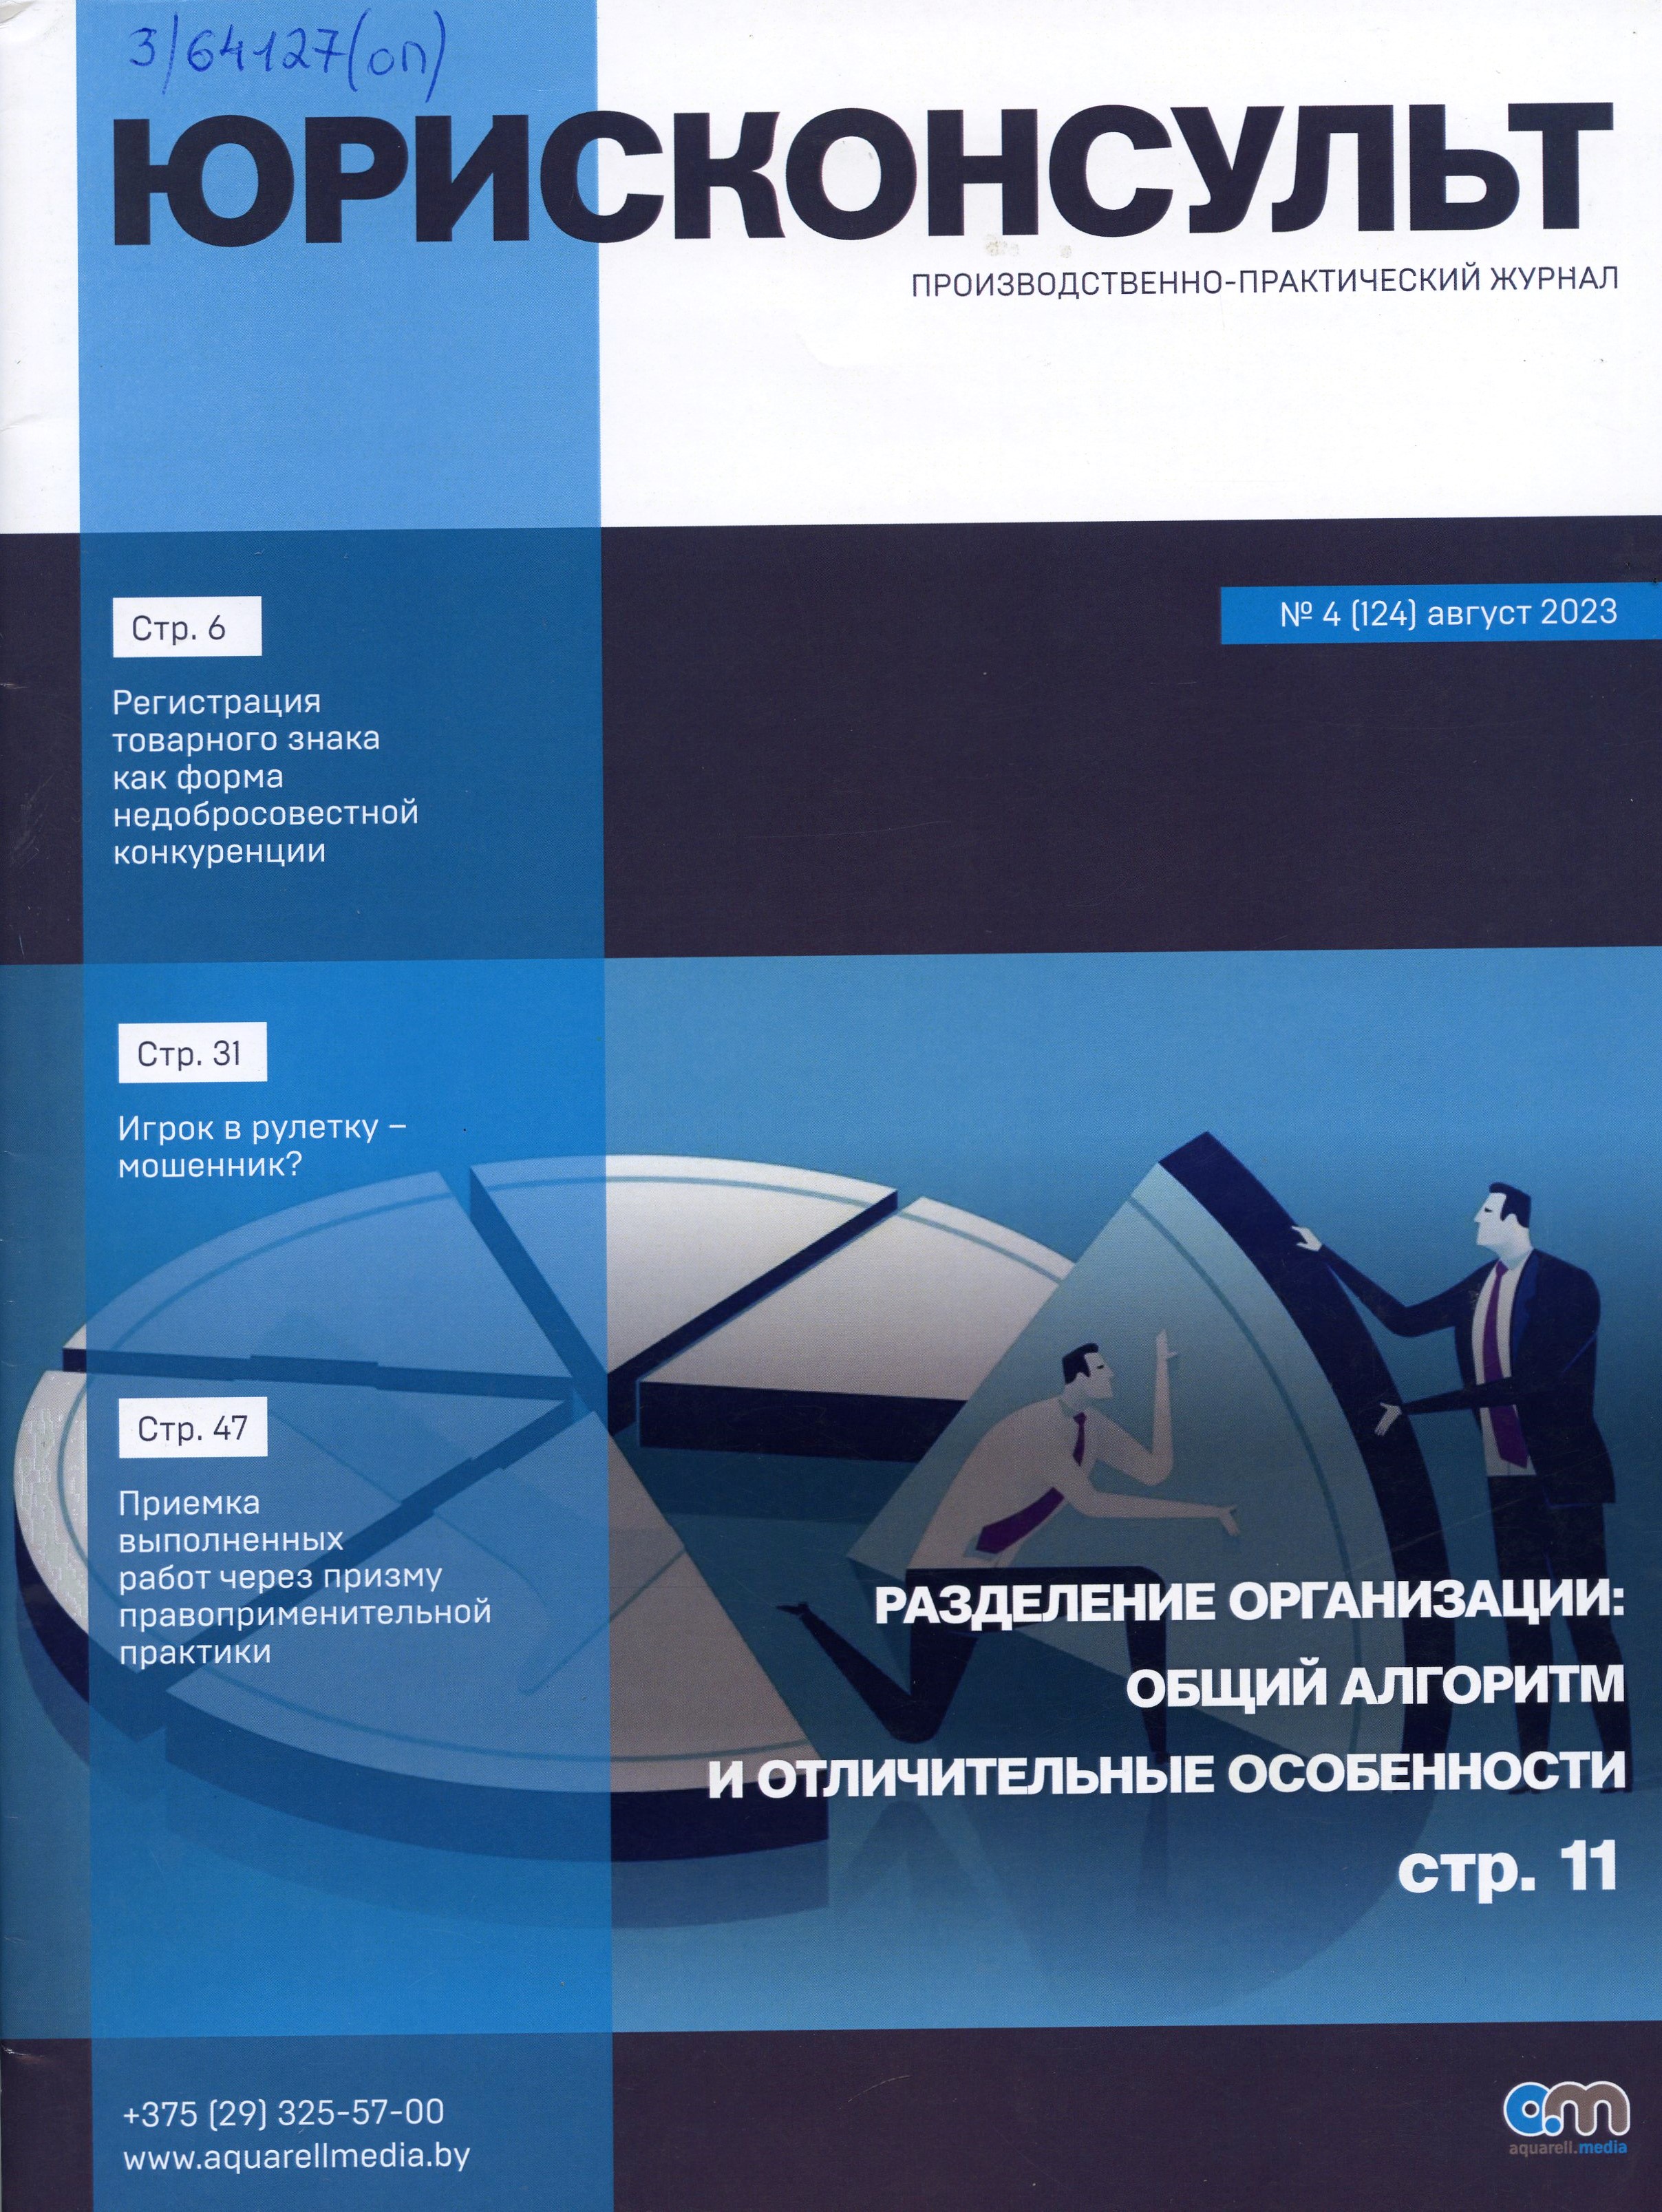 3/64127(оп)
ЮРИСКОНСУЛЬТ
ПРОИЗВОДСТВЕННО-ПРАКТИЧЕСКИЙ ЖУРНАЛ
№ 4 (124) август 2023
Стр. 6
Регистрация
товарного знака
как форма
недобросовестной
конкуренции
Стр. 31
Игрок в рулетку –
мошенник?
Стр. 47
Приемка
выполненных
работ через призму
правоприменительной
практики
РАЗДЕЛЕНИЕ ОРГАНИЗАЦИИ:
ОБЩИЙ АЛГОРИТМ
И ОТЛИЧИТЕЛЬНЫЕ ОСОБЕННОСТИ
стр. 11
+375 (29) 325-57-00
www.aquarellmedia.by
a.m
aquarell.media